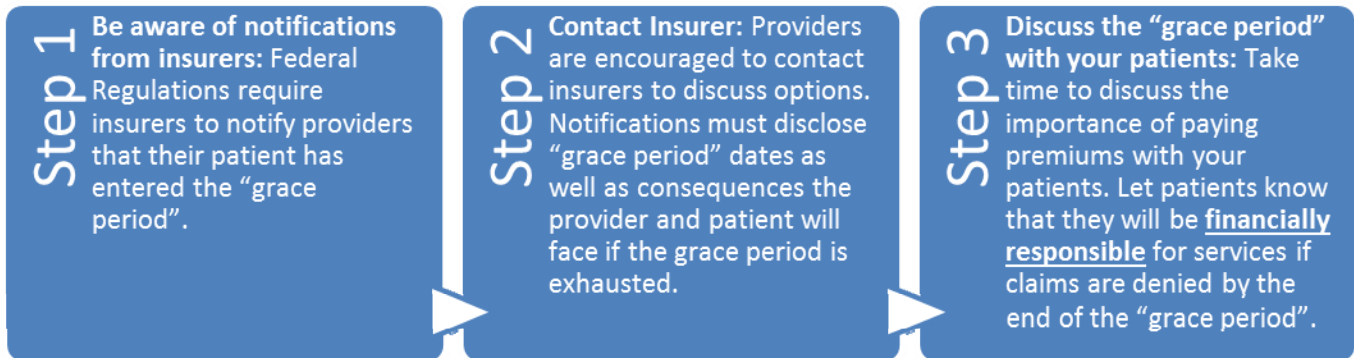 Step 1
Be aware of notifications
from insurers: Federal
Regulations require
insurers to notify providers
that their patient has
entered the “grace
period”.
Step 2
Contact Insurer: Providers
are encouraged to contact
insurers to discuss options.
Notifications must disclose
“grace period” dates as
well as consequences the
provider and patient will
face if the grace period is
exhausted.
Step 3
Discuss the “grace period”
with your patients: Take
time to discuss the
importance of paying
premiums with your
patients. Let patients know
that they will be financially
responsible for services if
claims are denied by the
end of the “grace period”.